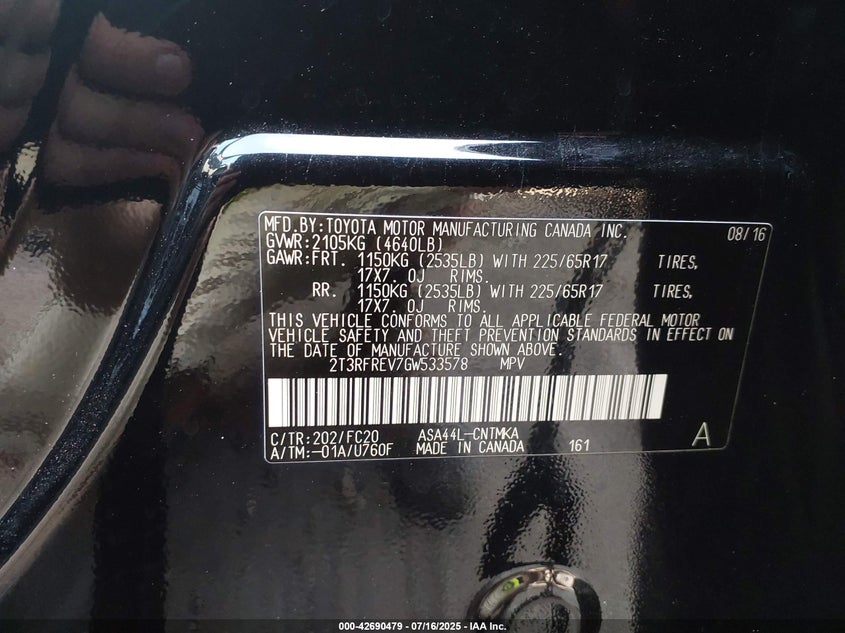 MFD.BY:TOYOTA MOTOR MANUFACTURING CANADA INC. 08/16
GVWR:2105KG (4640LB)
GAWR:FRT. 1150KG (2535LB) WITH 225/65R17 TIRES,
17X7.0J RIMS.
RR. 1150KG (2535LB) WITH 225/65R17 TIRES,
17X7.0J RIMS.
THIS VEHICLE CONFORMS TO ALL APPLICABLE FEDERAL MOTOR
VEHICLE SAFETY AND THEFT PREVENTION STANDARDS IN EFFECT ON
THE DATE OF MANUFACTURE SHOWN ABOVE.
2T3RFREV7GW533578 MPV
C/TR:202/FC20 ASA44L-CNTMKA A
A/TM:-01A/U760F MADE IN CANADA 161
000-42690479 - 07/16/2025 - IAA Inc.